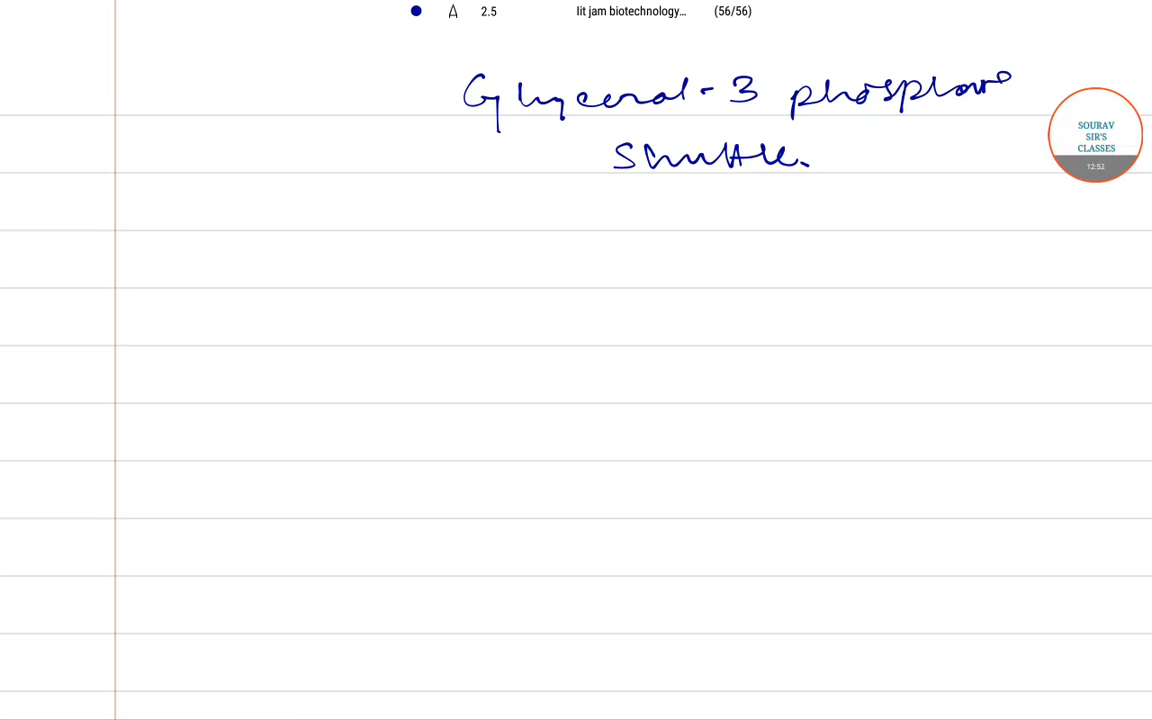 A 2.5 Iit jam biotechnology... (56/56)
Glycerol-3 phosphate
shuttle.
SOURAV
SIR'S
CLASSES
12:52